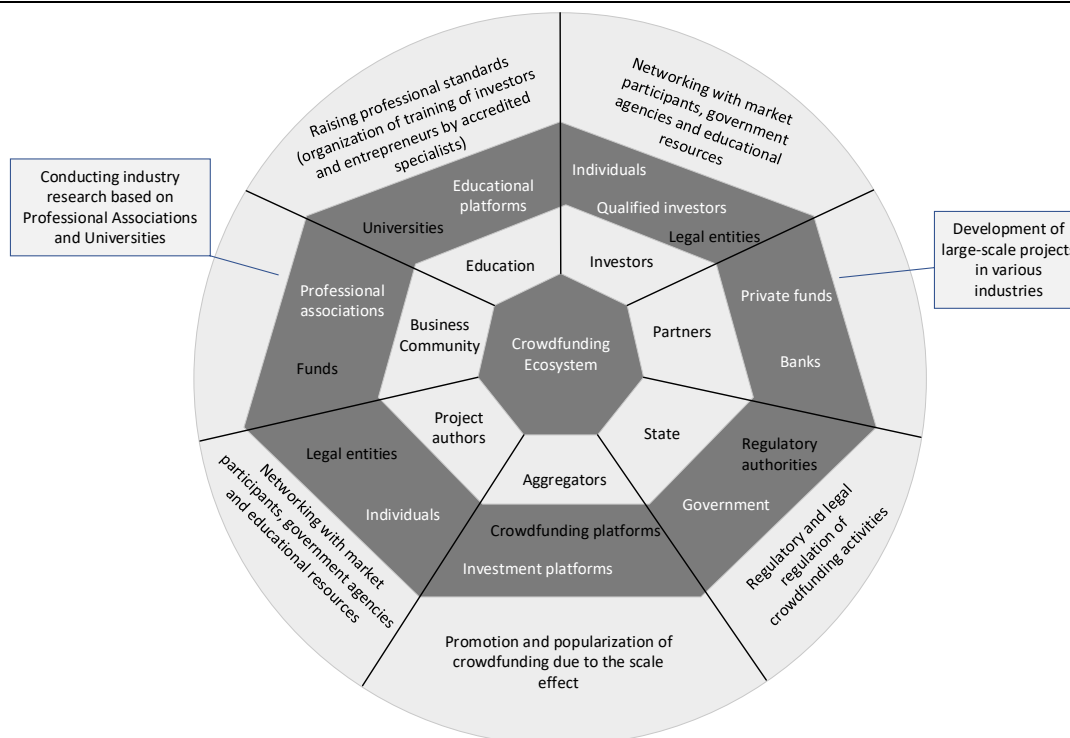 Raising professional standards
(organization of training of investors
and entrepreneurs by accredited
specialists)
Networking with market
participants, government
agencies and educational
resources
Conducting industry
research based on
Professional Associations
and Universities
Development of
large-scale projects
in various
industries
Educational
platforms
Universities
Individuals
Qualified investors
Legal entities
Education
Investors
Professional
associations
Funds
Business
Community
Crowdfunding
Ecosystem
Partners
Private funds
Banks
Project
authors
State
Aggregators
Legal entities
Individuals
Regulatory
authorities
Government
Crowdfunding platforms
Investment platforms
Networking with market
participants, government agencies
and educational resources
Regulatory and legal
regulation of
crowdfunding activities
Promotion and popularization of
crowdfunding due to the scale
effect